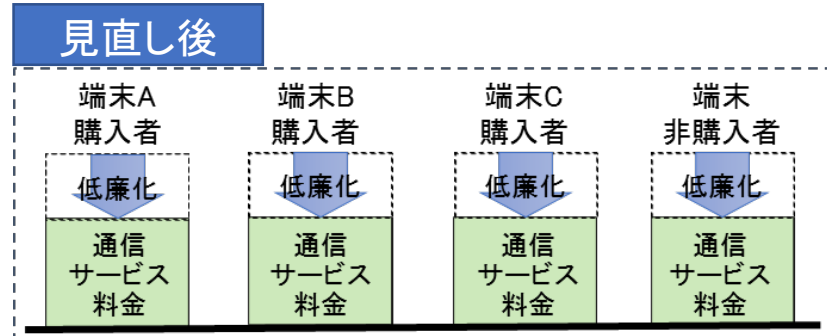 見直し後
端末A
購入者
端末B
購入者
端末C
購入者
端末
非購入者
低廉化
低廉化
低廉化
低廉化
通信
サービス
料金
通信
サービス
料金
通信
サービス
料金
通信
サービス
料金